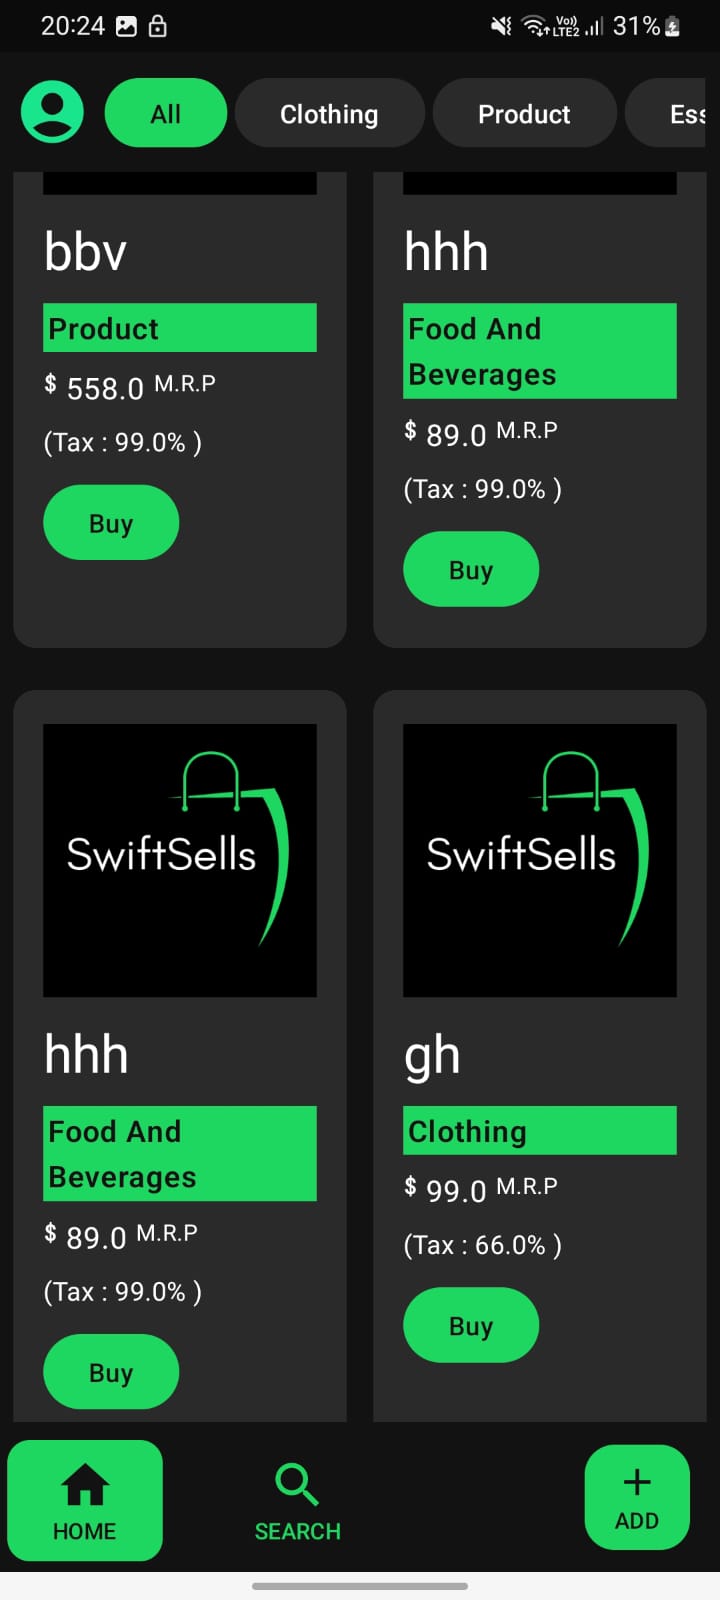 20:24 Vo)) LTE2 31%
All Clothing Product Ess
bbv
Product
$ 558.0 M.R.P
(Tax : 99.0% )
Buy
hhh
Food And
Beverages
$ 89.0 M.R.P
(Tax : 99.0% )
Buy
SwiftSells
hhh
Food And
Beverages
$ 89.0 M.R.P
(Tax : 99.0% )
Buy
SwiftSells
gh
Clothing
$ 99.0 M.R.P
(Tax : 66.0% )
Buy
HOME
SEARCH
ADD